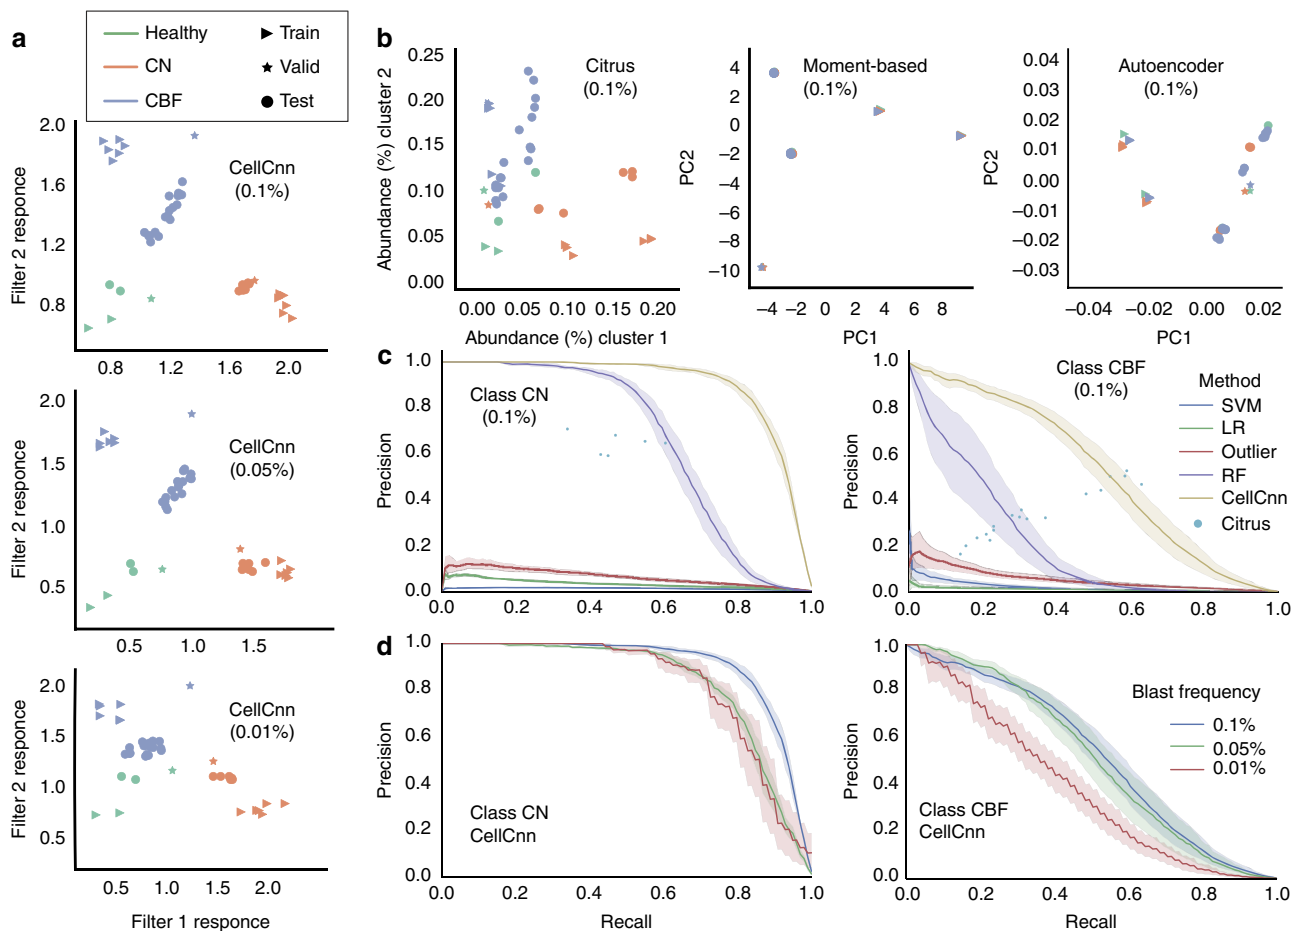 a
Healthy
Train
CN
Valid
CBF
Test
2.0
1.6
1.2
0.8
CellCnn
(0.1%)
Filter 2 responce
0.8
1.2
1.6
2.0
2.0
1.5
1.0
0.5
CellCnn
(0.05%)
Filter 2 responce
0.5
1.0
1.5
2.0
1.5
1.0
0.5
CellCnn
(0.01%)
Filter 2 responce
0.5
1.0
1.5
2.0
Filter 1 responce
b
0.25
0.20
0.15
0.10
0.05
0.00
Abundance (%) cluster 2
Citrus
(0.1%)
0.00
0.05
0.10
0.15
0.20
Abundance (%) cluster 1
4
2
0
−2
−4
−6
−8
−10
PC2
Moment-based
(0.1%)
−4
−2
0
2
4
6
8
PC1
0.04
0.03
0.02
0.01
0.00
−0.01
−0.02
−0.03
PC2
Autoencoder
(0.1%)
−0.04
−0.02
0.00
0.02
PC1
c
1.0
0.8
0.6
0.4
0.2
0.0
Precision
Class CN
(0.1%)
0.0
0.2
0.4
0.6
0.8
1.0
1.0
0.8
0.6
0.4
0.2
0.0
Precision
Class CBF
(0.1%)
Method
SVM
LR
Outlier
RF
CellCnn
Citrus
0.0
0.2
0.4
0.6
0.8
1.0
d
1.0
0.8
0.6
0.4
0.2
0.0
Precision
Class CN
CellCnn
0.0
0.2
0.4
0.6
0.8
1.0
Recall
1.0
0.8
0.6
0.4
0.2
0.0
Precision
Blast frequency
0.1%
0.05%
0.01%
Class CBF
CellCnn
0.0
0.2
0.4
0.6
0.8
1.0
Recall